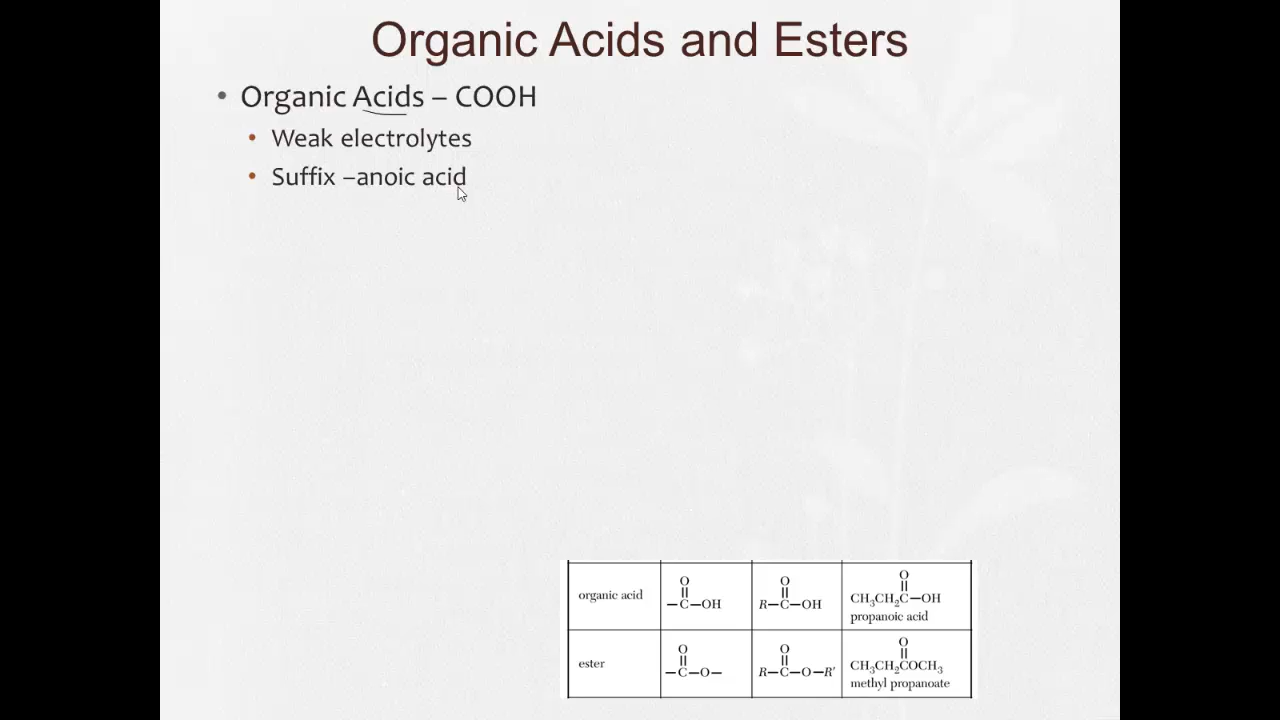 Organic Acids and Esters
• Organic Acids – COOH
• Weak electrolytes
• Suffix –anoic acid
organic acid
O
||
—C—OH
O
||
R—C—OH
O
||
CH₃CH₂C—OH
propanoic acid
ester
O
||
—C—O—
O
||
R—C—O—R'
O
||
CH₃CH₂COCH₃
methyl propanoate